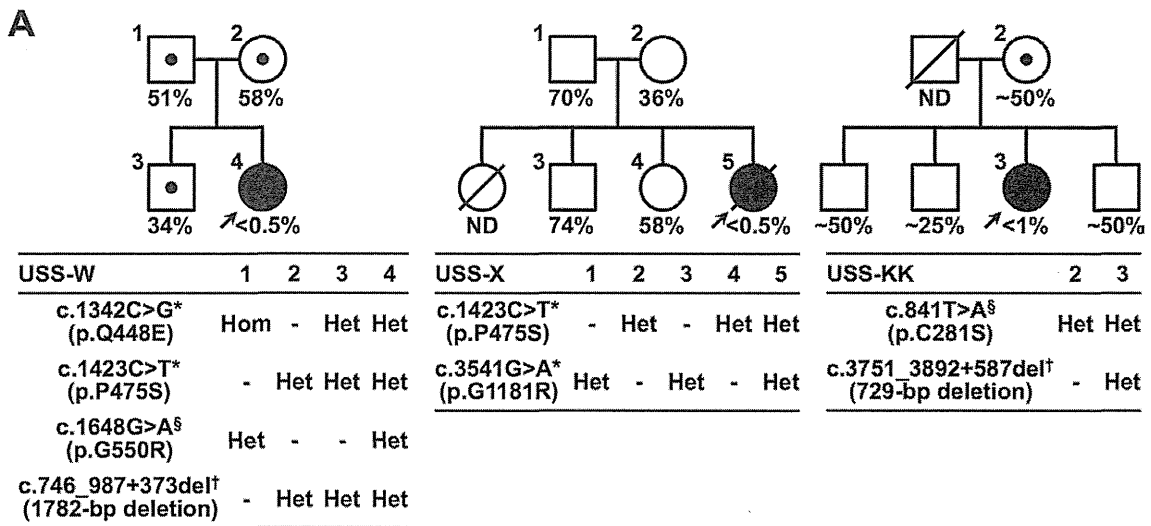 A
1 2 1 2 2
51% 58% 70% 36% ND ~50%
3 4 3 4 5 3
34% <0.5% ND 74% 58% <0.5% ~50% ~25% <1% ~50%
USS-W 1 2 3 4
c.1342C>G*
(p.Q448E) Hom - Het Het
c.1423C>T*
(p.P475S) - Het Het Het
c.1648G>A§
(p.G550R) Het - - Het
c.746_987+373del†
(1782-bp deletion) - Het Het Het
USS-X 1 2 3 4 5
c.1423C>T*
(p.P475S) - Het - Het Het
c.3541G>A*
(p.G1181R) Het - Het - Het
USS-KK 2 3
c.841T>A§
(p.C281S) Het Het
c.3751_3892+587del†
(729-bp deletion) - Het